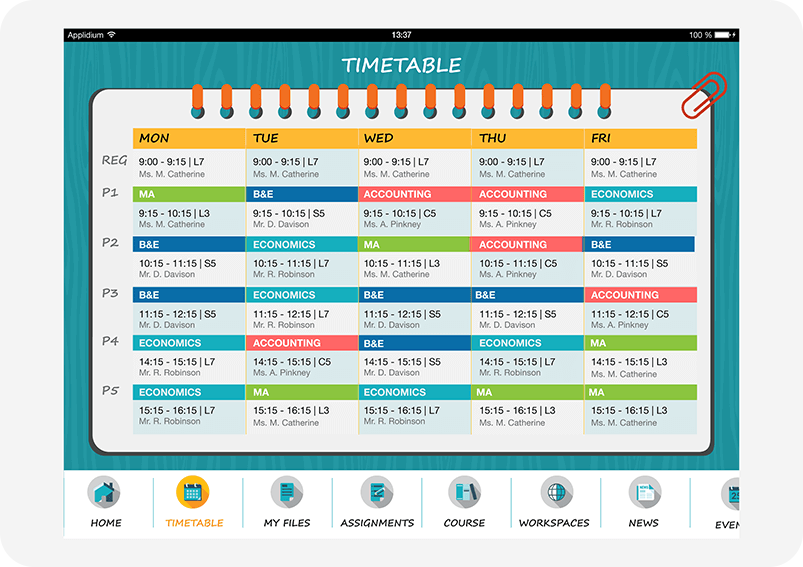 Applidium 13:37 100 %
TIMETABLE
MON TUE WED THU FRI
REG 9:00 - 9:15 | L7 9:00 - 9:15 | L7 9:00 - 9:15 | L7 9:00 - 9:15 | L7 9:00 - 9:15 | L7
Ms. M. Catherine Ms. M. Catherine Ms. M. Catherine Ms. M. Catherine Ms. M. Catherine
P1 MA B&E ACCOUNTING ACCOUNTING ECONOMICS
9:15 - 10:15 | L3 9:15 - 10:15 | S5 9:15 - 10:15 | C5 9:15 - 10:15 | C5 9:15 - 10:15 | L7
Ms. M. Catherine Mr. D. Davison Ms. A. Pinkney Ms. A. Pinkney Mr. R. Robinson
P2 B&E ECONOMICS MA ACCOUNTING B&E
10:15 - 11:15 | S5 10:15 - 11:15 | L7 10:15 - 11:15 | L3 10:15 - 11:15 | C5 10:15 - 11:15 | S5
Mr. D. Davison Mr. R. Robinson Ms. M. Catherine Ms. A. Pinkney Mr. D. Davison
P3 B&E ECONOMICS B&E B&E ACCOUNTING
11:15 - 12:15 | S5 11:15 - 12:15 | L7 11:15 - 12:15 | S5 11:15 - 12:15 | S5 11:15 - 12:15 | C5
Mr. D. Davison Mr. R. Robinson Mr. D. Davison Mr. D. Davison Ms. A. Pinkney
P4 ECONOMICS ACCOUNTING B&E ECONOMICS MA
14:15 - 15:15 | L7 14:15 - 15:15 | C5 14:15 - 15:15 | S5 14:15 - 15:15 | L7 14:15 - 15:15 | L3
Mr. R. Robinson Ms. A. Pinkney Mr. D. Davison Mr. R. Robinson Ms. M. Catherine
P5 ECONOMICS MA ECONOMICS MA MA
15:15 - 16:15 | L7 15:15 - 16:15 | L3 15:15 - 16:15 | L7 15:15 - 16:15 | L3 15:15 - 16:15 | L3
Mr. R. Robinson Ms. M. Catherine Mr. R. Robinson Ms. M. Catherine Ms. M. Catherine
HOME TIMETABLE MY FILES ASSIGNMENTS COURSE WORKSPACES NEWS EVEN